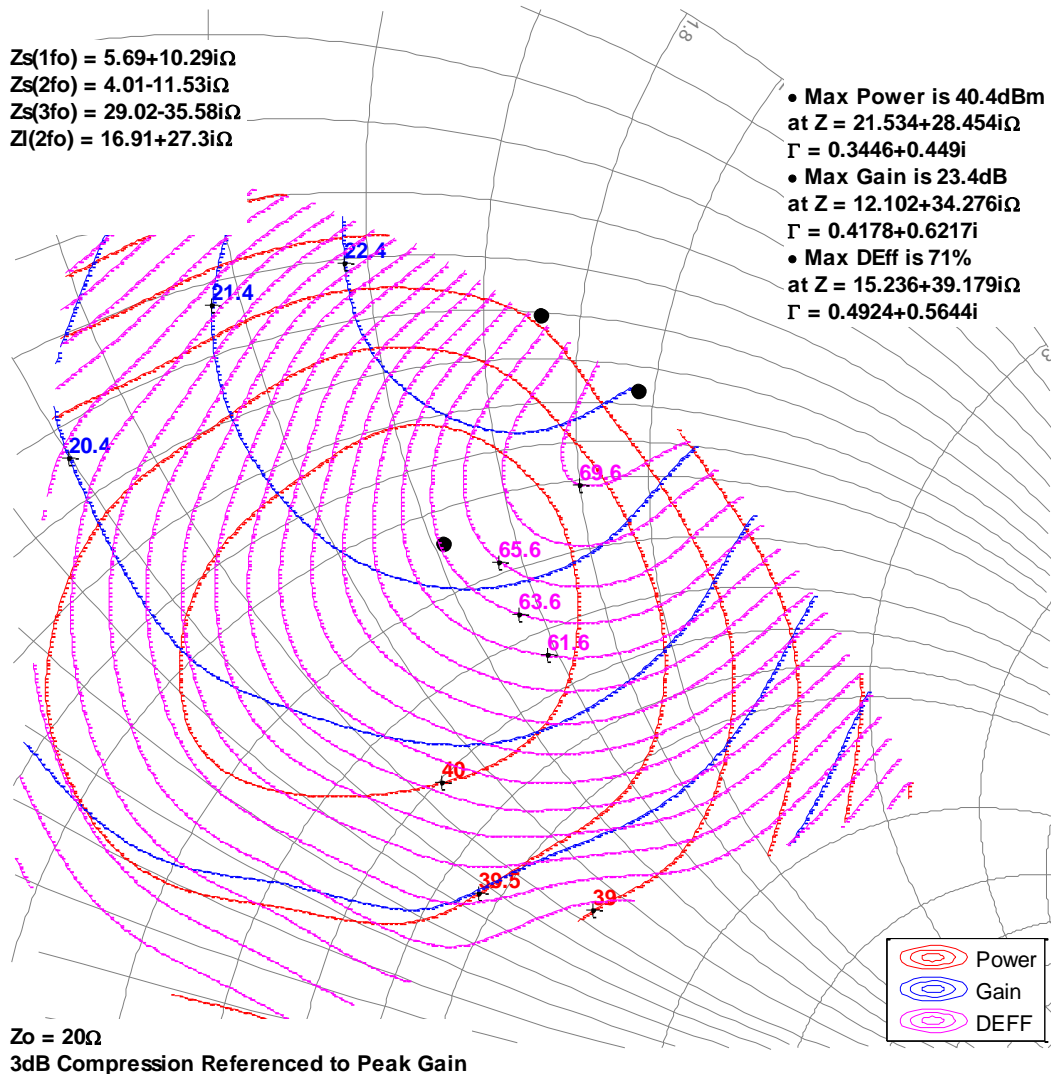 Zs(1fo) = 5.69+10.29iΩ
Zs(2fo) = 4.01-11.53iΩ
Zs(3fo) = 29.02-35.58iΩ
Zl(2fo) = 16.91+27.3iΩ
1.8
• Max Power is 40.4dBm
at Z = 21.534+28.454iΩ
Γ = 0.3446+0.449i
• Max Gain is 23.4dB
at Z = 12.102+34.276iΩ
Γ = 0.4178+0.6217i
• Max DEff is 71%
at Z = 15.236+39.179iΩ
Γ = 0.4924+0.5644i
22.4
21.4
20.4
69.6
65.6
63.6
61.6
40
39.5
39
Power
Gain
DEFF
Zo = 20Ω
3dB Compression Referenced to Peak Gain